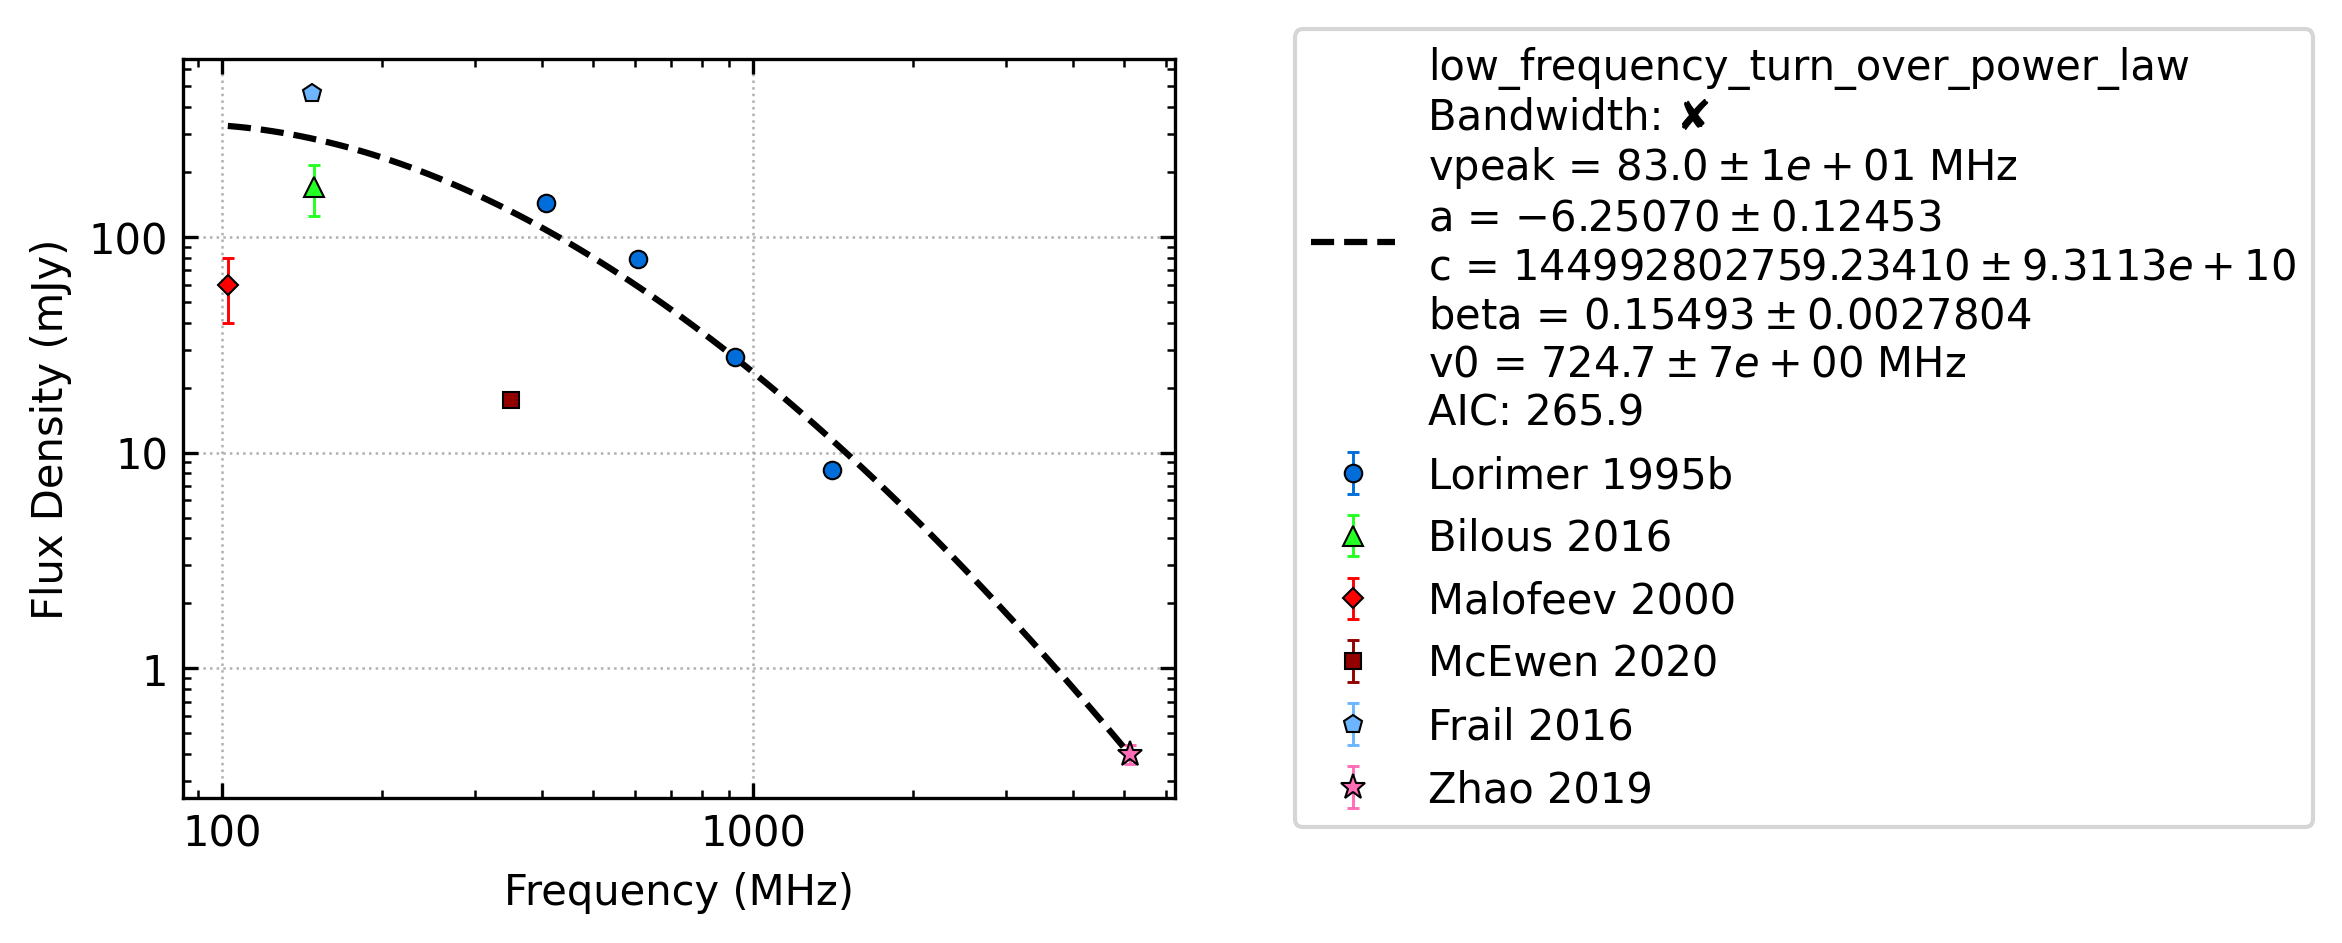 100
10
1
100
1000
Flux Density (mJy)
Frequency (MHz)
low_frequency_turn_over_power_law
Bandwidth: ✘
vpeak = 83.0 ± 1e + 01 MHz
a = −6.25070 ± 0.12453
c = 144992802759.23410 ± 9.3113e + 10
beta = 0.15493 ± 0.0027804
v0 = 724.7 ± 7e + 00 MHz
AIC: 265.9
Lorimer 1995b
Bilous 2016
Malofeev 2000
McEwen 2020
Frail 2016
Zhao 2019